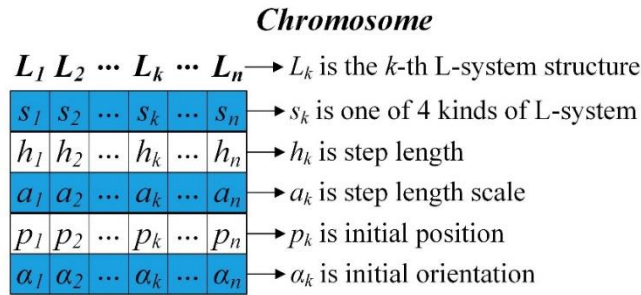 Chromosome
L₁ L₂ ... Lₖ ... Lₙ → Lₖ is the k-th L-system structure
s₁ s₂ ... sₖ ... sₙ → sₖ is one of 4 kinds of L-system
h₁ h₂ ... hₖ ... hₙ → hₖ is step length
a₁ a₂ ... aₖ ... aₙ → aₖ is step length scale
p₁ p₂ ... pₖ ... pₙ → pₖ is initial position
α₁ α₂ ... αₖ ... αₙ → αₖ is initial orientation